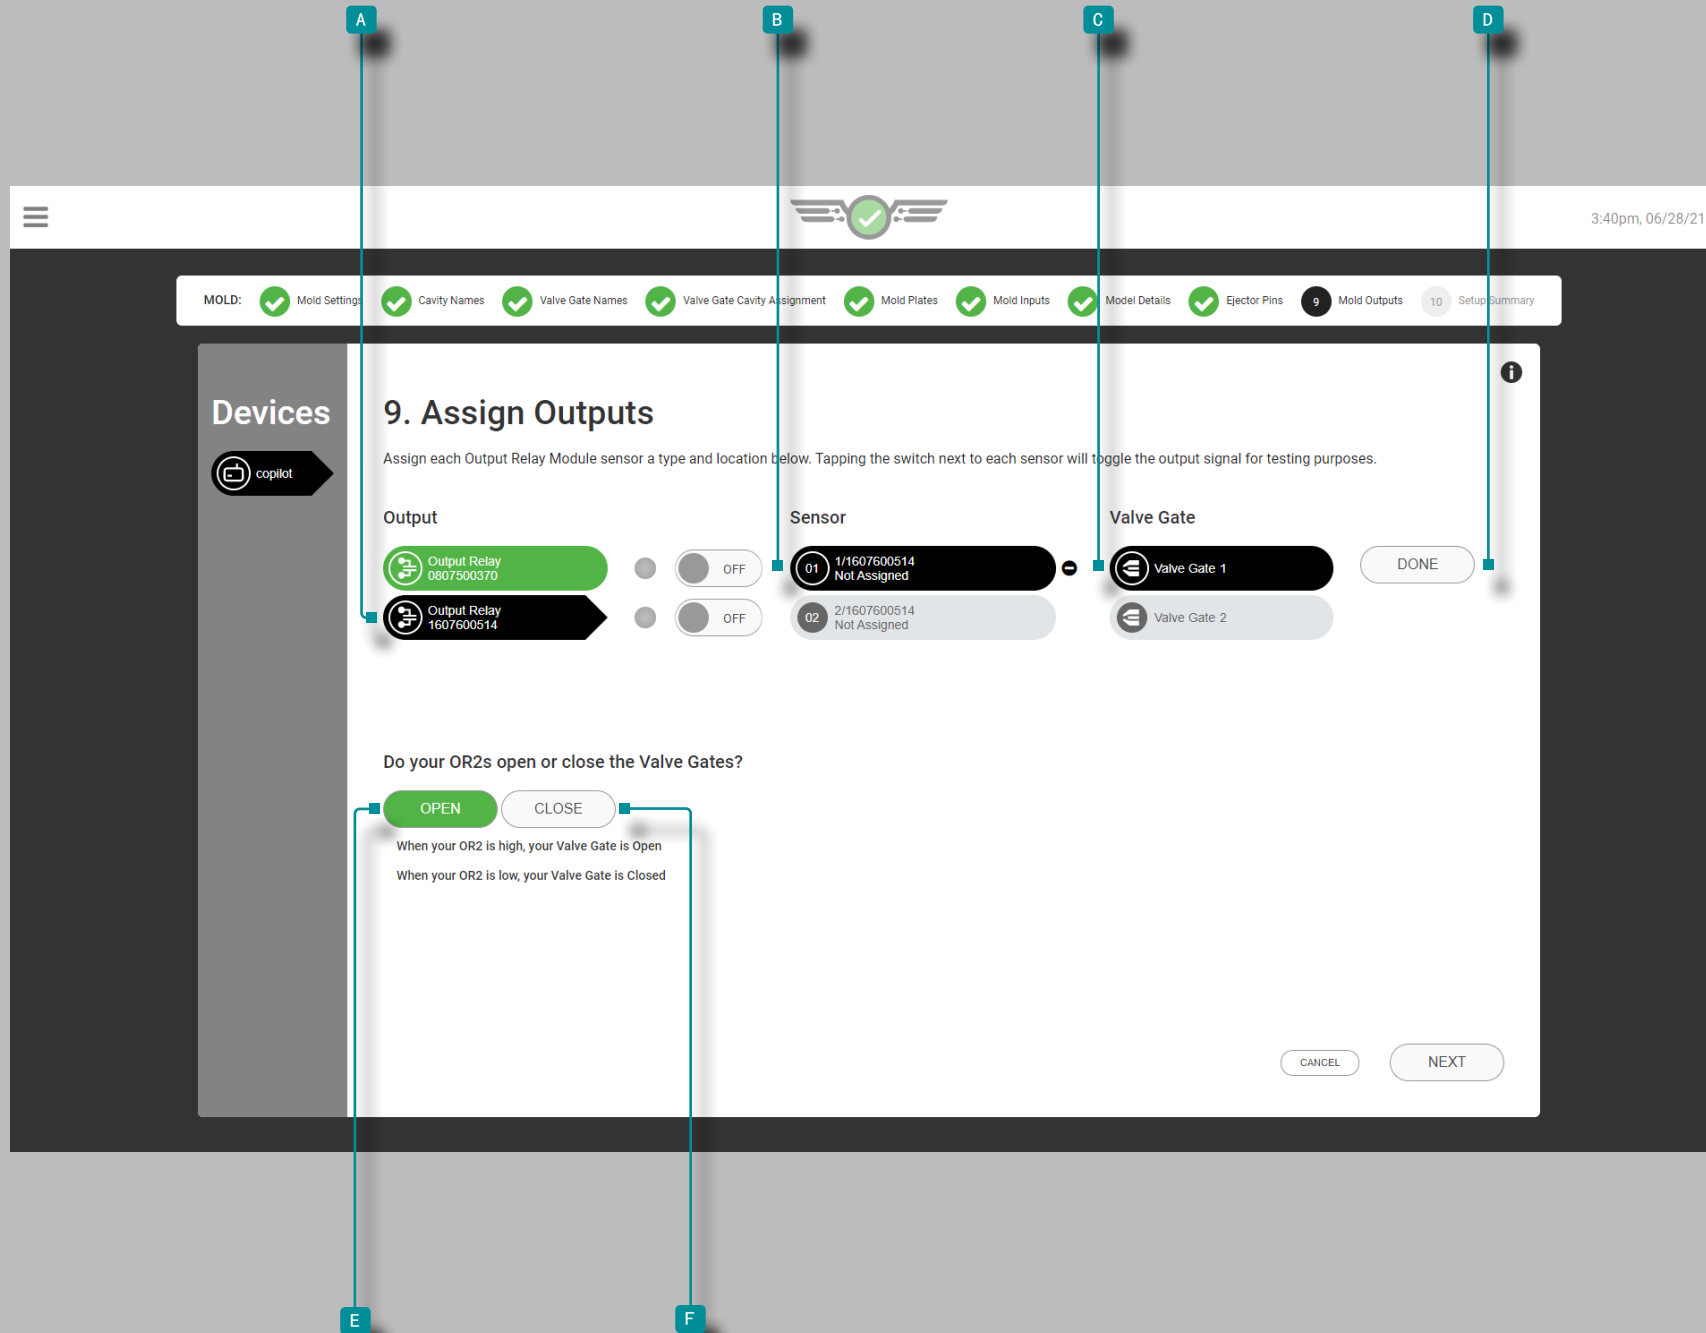 A
B
C
D
3:40pm, 06/28/21
MOLD: Mold Settings Cavity Names Valve Gate Names Valve Gate Cavity Assignment Mold Plates Mold Inputs Model Details Ejector Pins 9 Mold Outputs 10 Setup Summary
Devices
copilot
9. Assign Outputs
Assign each Output Relay Module sensor a type and location below. Tapping the switch next to each sensor will toggle the output signal for testing purposes.
Output
Sensor
Valve Gate
Output Relay
0807500370
OFF
01
1/1607600514
Not Assigned
Valve Gate 1
DONE
Output Relay
1607600514
OFF
02
2/1607600514
Not Assigned
Valve Gate 2
Do your OR2s open or close the Valve Gates?
OPEN
CLOSE
When your OR2 is high, your Valve Gate is Open
When your OR2 is low, your Valve Gate is Closed
CANCEL
NEXT
E
F